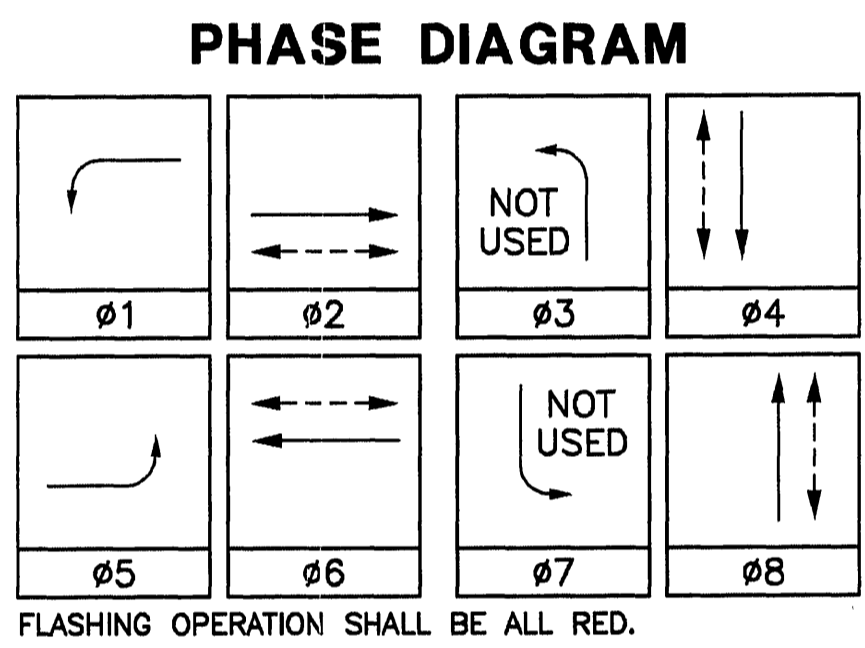 PHASE DIAGRAM
NOT
USED
ø1
ø2
ø3
ø4
NOT
USED
ø5
ø6
ø7
ø8
FLASHING OPERATION SHALL BE ALL RED.